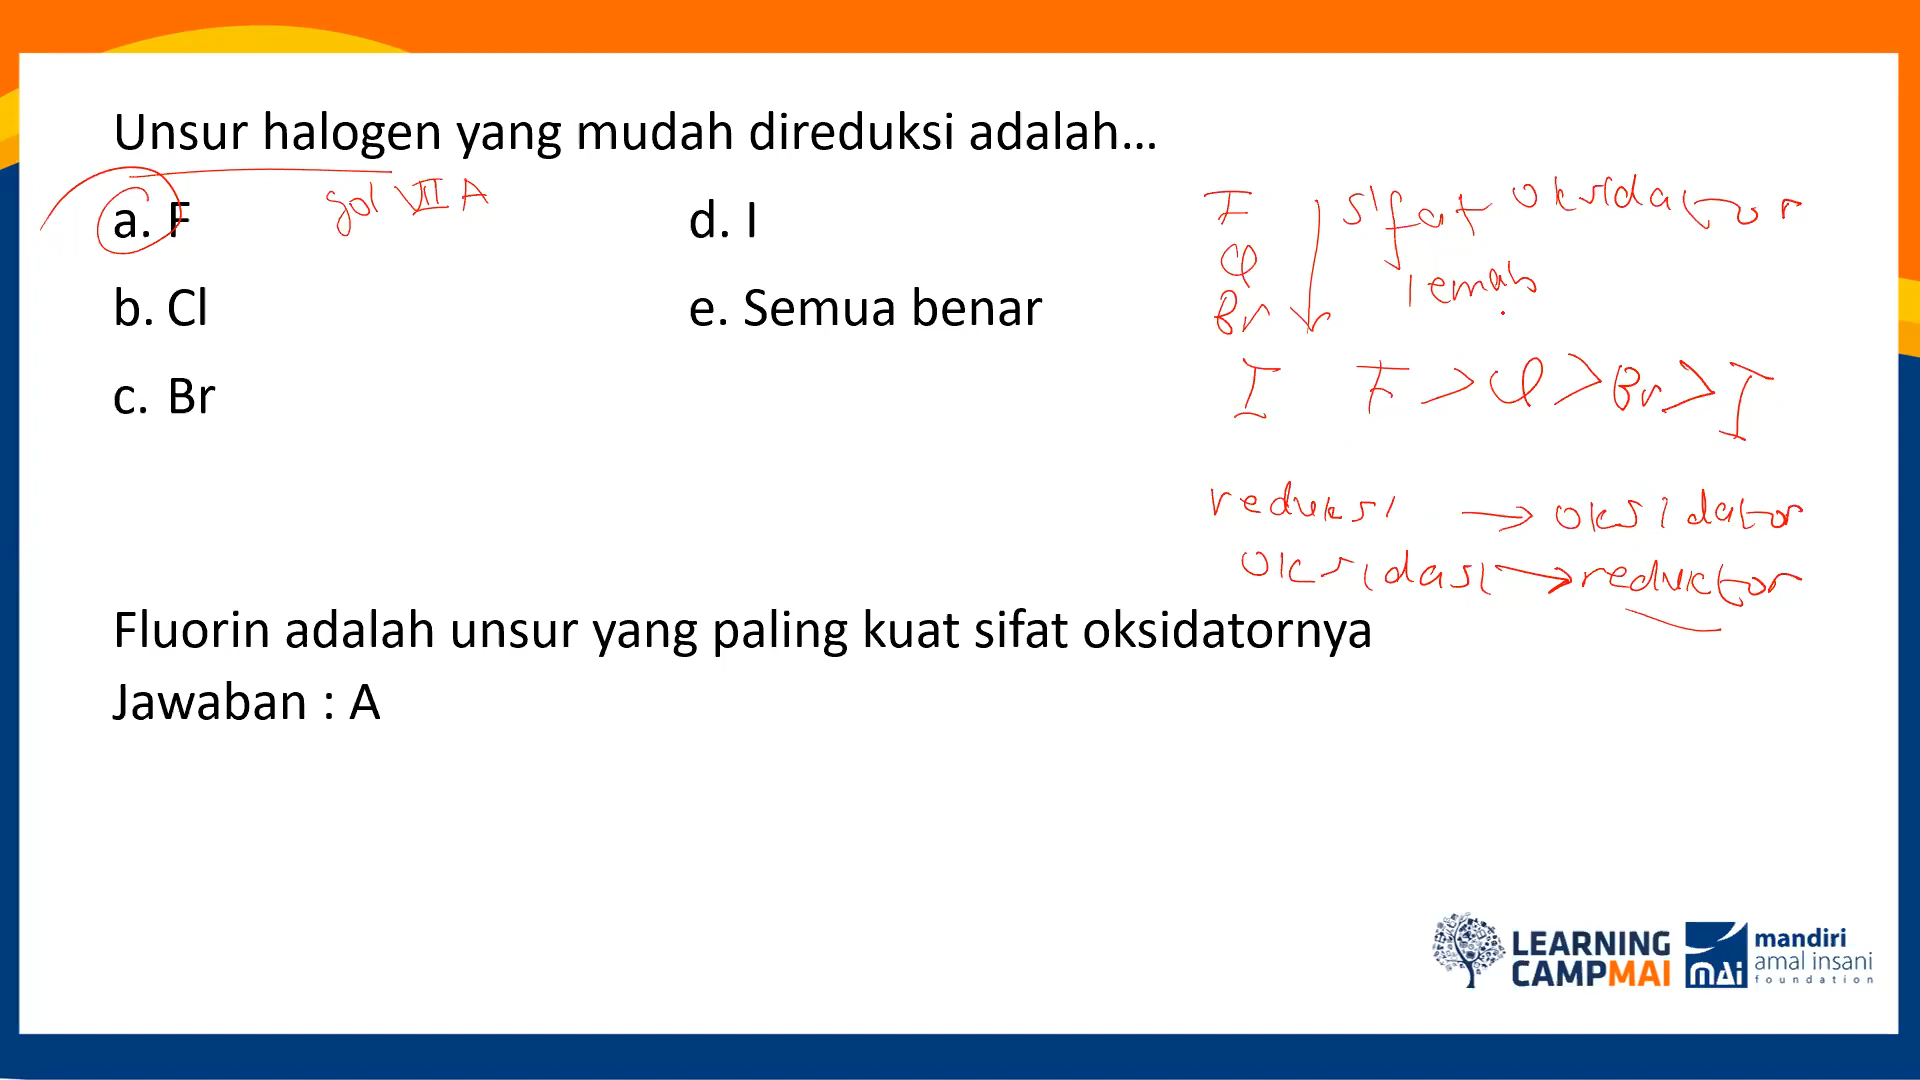 Unsur halogen yang mudah direduksi adalah...
gol VII A
a. F
b. Cl
c. Br
d. I
e. Semua benar
F
Cl
Br
I
sifat oksidator
lemah
F > Cl > Br > I
reduksi → oksidator
oksidasi → reduktor
Fluorin adalah unsur yang paling kuat sifat oksidatornya
Jawaban : A
LEARNING
CAMPMAI
mAi
mandiri
amal insani
foundation